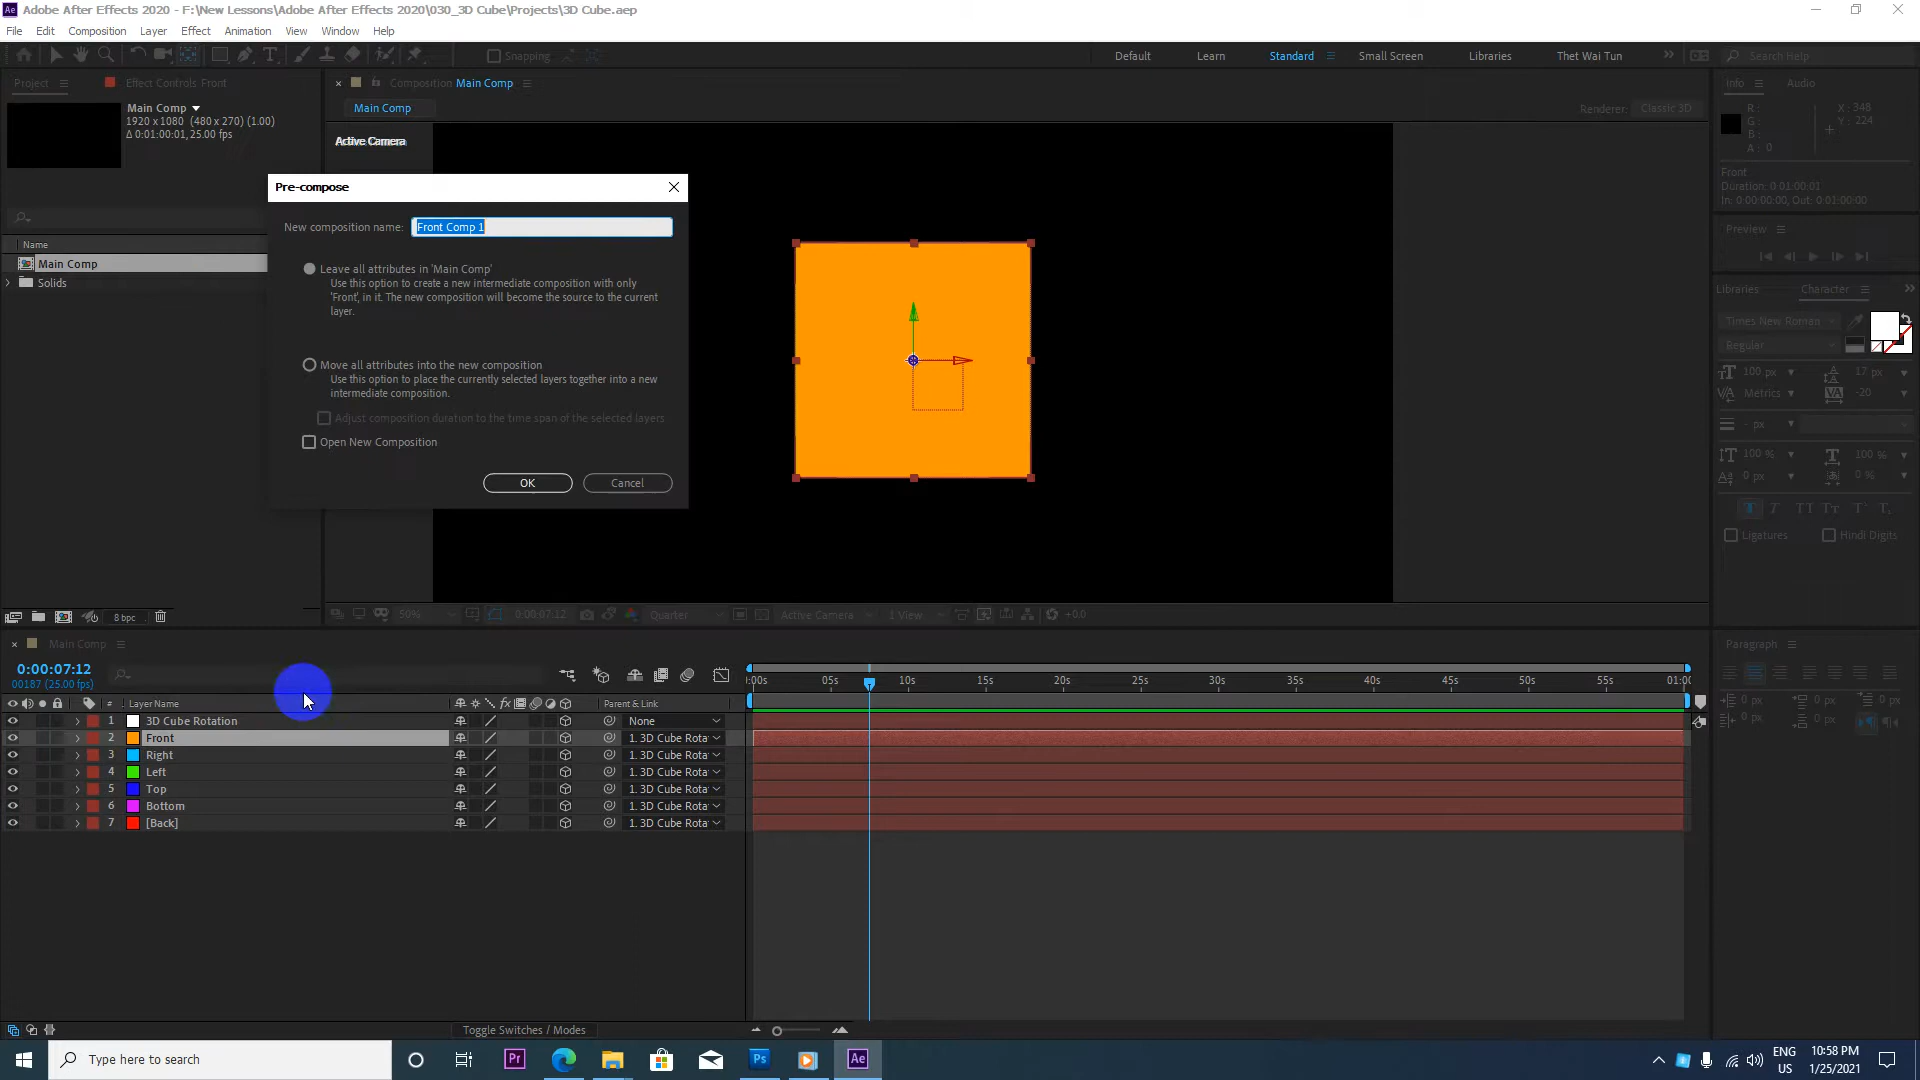 Adobe After Effects 2020 - F:\New Lessons\Adobe After Effects 2020\030_3D Cube\Projects\3D Cube.aep
File Edit Composition Layer Effect Animation View Window Help
Snapping Default Learn Standard Small Screen Libraries Thet Wai Tun Search Help
Project Effect Controls Front Composition Main Comp Info Audio
Main Comp
1920 x 1080 (480 x 270) (1.00)
Δ 0:01:00:01, 25.00 fps
Main Comp Renderer: Classic 3D
Active Camera
R: X: 348
G: Y: 224
B:
A: 0
Front
Duration: 0:01:00:01
In: 0:00:00:00, Out: 0:01:00:00
Preview
Pre-compose
New composition name: Front Comp 1
Leave all attributes in 'Main Comp'
Use this option to create a new intermediate composition with only
'Front', in it. The new composition will become the source to the current
layer.
Move all attributes into the new composition
Use this option to place the currently selected layers together into a new
intermediate composition.
Adjust composition duration to the time span of the selected layers
Open New Composition
OK Cancel
Name
Main Comp
Solids
Libraries Character
Times New Roman
Regular
100 px 17 px
Metrics -20
- px
100 % 100 %
0 px 0 %
Ligatures Hindi Digits
8 bpc
50% 0:00:07:12 Quarter Active Camera 1 View +0.0
Main Comp
Paragraph
0:00:07:12
00187 (25.00 fps)
:00s 05s 10s 15s 20s 25s 30s 35s 40s 45s 50s 55s 01:00
# Layer Name Parent & Link
1 3D Cube Rotation None
2 Front 1. 3D Cube Rota
3 Right 1. 3D Cube Rota
4 Left 1. 3D Cube Rota
5 Top 1. 3D Cube Rota
6 Bottom 1. 3D Cube Rota
7 [Back] 1. 3D Cube Rota
0 px 0 px
0 px 0 px
0 px
Toggle Switches / Modes
Type here to search
Pr Ps Ae
ENG
US
10:58 PM
1/25/2021